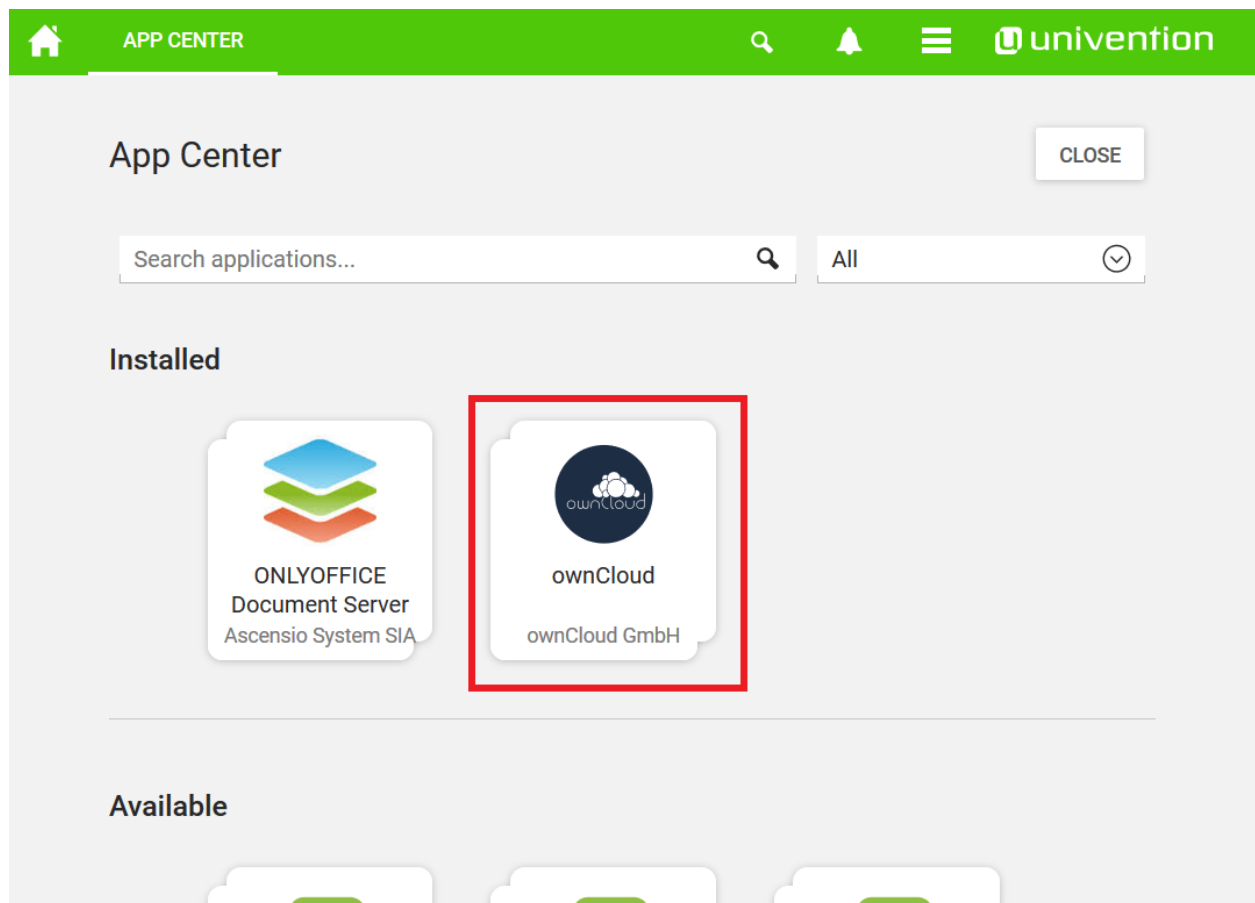 APP CENTER
univention
App Center
CLOSE
Search applications...
All
Installed
ownCloud
ONLYOFFICE
Document Server
Ascensio System SIA
ownCloud
ownCloud GmbH
Available